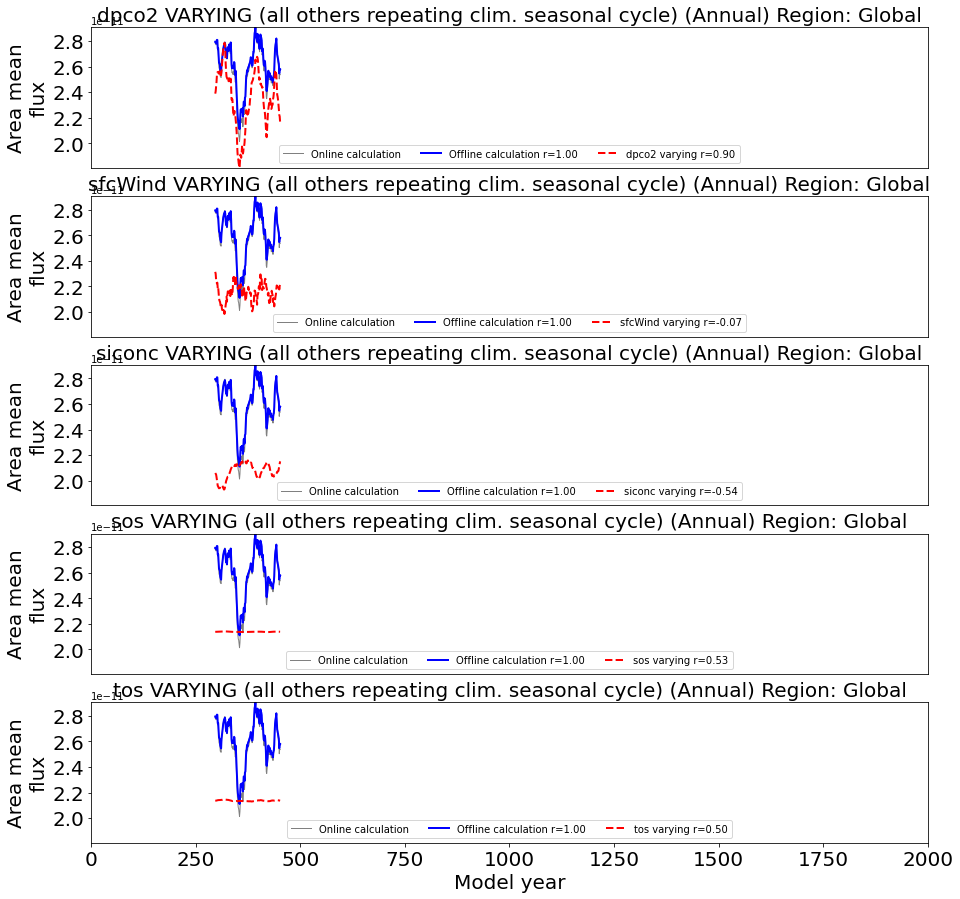 dpco2 VARYING (all others repeating clim. seasonal cycle) (Annual) Region: Global
1e−11
2.8
2.6
2.4
2.2
2.0
Area mean
flux
Online calculation
Offline calculation r=1.00
dpco2 varying r=0.90
sfcWind VARYING (all others repeating clim. seasonal cycle) (Annual) Region: Global
1e−11
2.8
2.6
2.4
2.2
2.0
Area mean
flux
Online calculation
Offline calculation r=1.00
sfcWind varying r=-0.07
siconc VARYING (all others repeating clim. seasonal cycle) (Annual) Region: Global
1e−11
2.8
2.6
2.4
2.2
2.0
Area mean
flux
Online calculation
Offline calculation r=1.00
siconc varying r=-0.54
sos VARYING (all others repeating clim. seasonal cycle) (Annual) Region: Global
1e−11
2.8
2.6
2.4
2.2
2.0
Area mean
flux
Online calculation
Offline calculation r=1.00
sos varying r=0.53
tos VARYING (all others repeating clim. seasonal cycle) (Annual) Region: Global
1e−11
2.8
2.6
2.4
2.2
2.0
Area mean
flux
Online calculation
Offline calculation r=1.00
tos varying r=0.50
0 250 500 750 1000 1250 1500 1750 2000
Model year